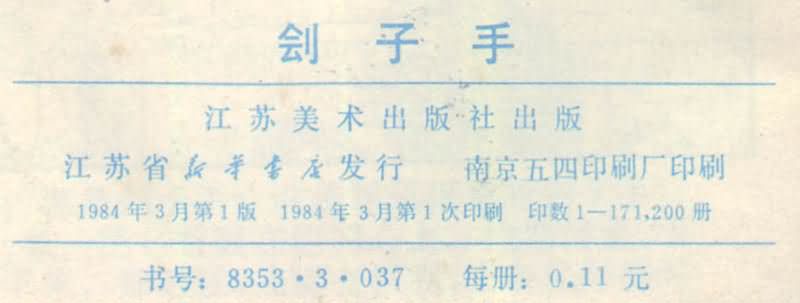 刽子手
江苏美术出版社出版
江苏省新华书店发行 南京五四印刷厂印刷
1984年3月第1版 1984年3月第1次印刷 印数1—171,200册
书号：8353·3·037 每册：0.11元